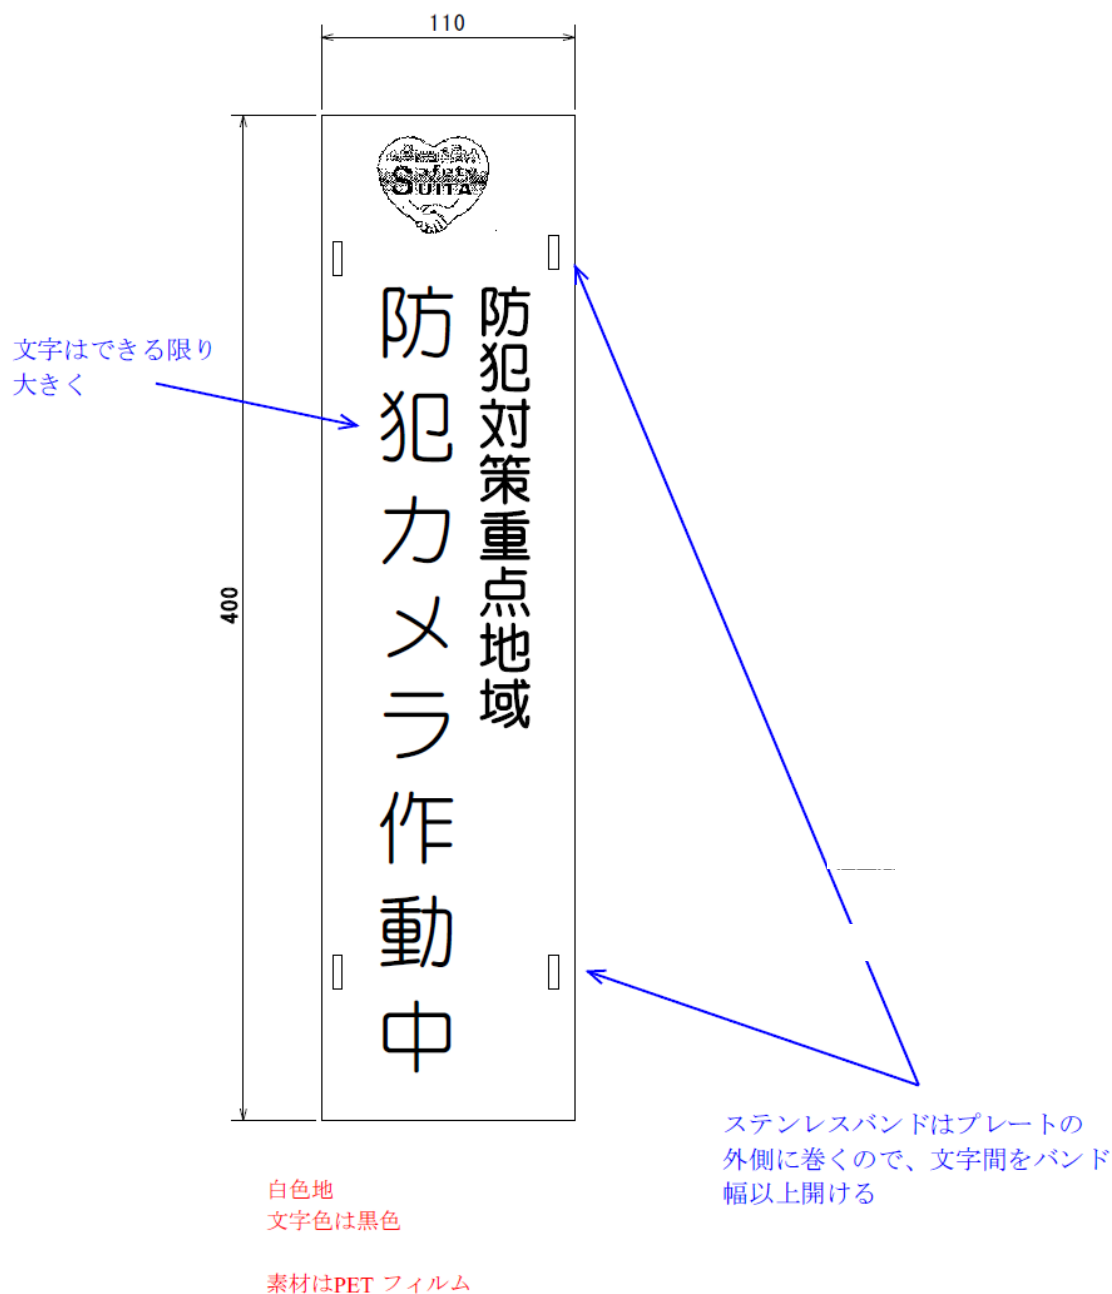 110
400
Safety
SUITA
防犯対策重点地域
防犯カメラ作動中
文字はできる限り
大きく
ステンレスバンドはプレートの
外側に巻くので、文字間をバンド
幅以上開ける
白色地
文字色は黒色
素材はPET フィルム